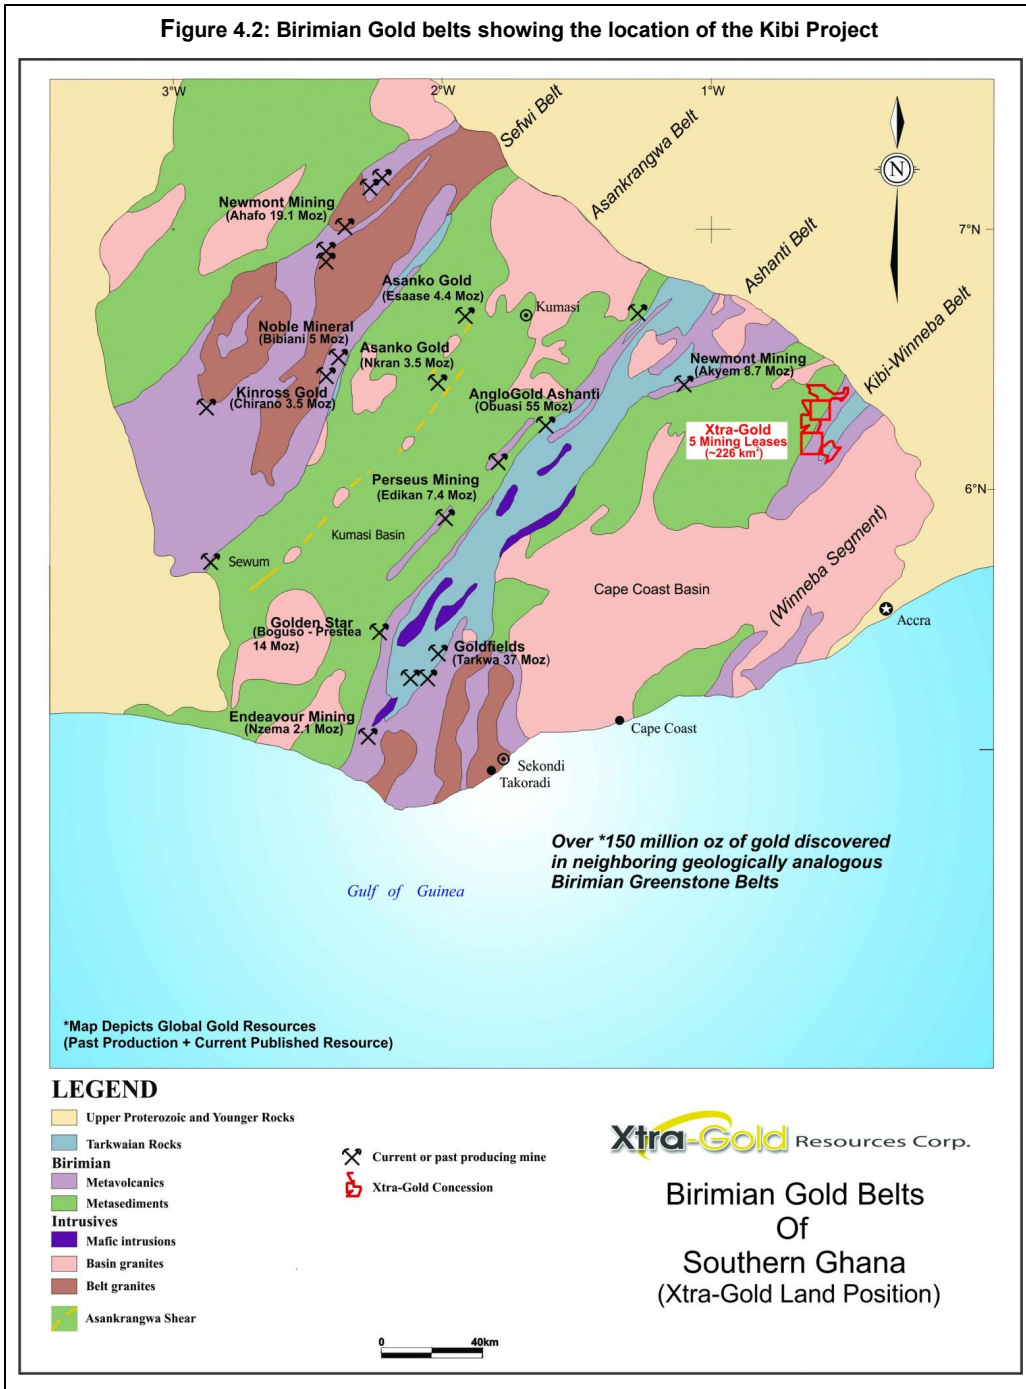 Figure 4.2: Birimian Gold belts showing the location of the Kibi Project
3°W
2°W
1°W
Sefwi Belt
Asankrangwa Belt
Ashanti Belt
Kibi-Winneba Belt
N
7°N
6°N
Newmont Mining
(Ahafo 19.1 Moz)
Asanko Gold
(Esaase 4.4 Moz)
Kumasi
Noble Mineral
(Bibiani 5 Moz)
Asanko Gold
(Nkran 3.5 Moz)
Newmont Mining
(Akyem 8.7 Moz)
Kinross Gold
(Chirano 3.5 Moz)
AngloGold Ashanti
(Obuasi 55 Moz)
Xtra-Gold
5 Mining Leases
(~226 km²)
Perseus Mining
(Edikan 7.4 Moz)
Kumasi Basin
Sewum
Cape Coast Basin
(Winneba Segment)
Accra
Golden Star
(Boguso - Prestea
14 Moz)
Goldfields
(Tarkwa 37 Moz)
Endeavour Mining
(Nzema 2.1 Moz)
Cape Coast
Sekondi
Takoradi
Over *150 million oz of gold discovered
in neighboring geologically analogous
Birimian Greenstone Belts
Gulf of Guinea
*Map Depicts Global Gold Resources
(Past Production + Current Published Resource)
LEGEND
Upper Proterozoic and Younger Rocks
Tarkwaian Rocks
Birimian
Metavolcanics
Metasediments
Intrusives
Mafic intrusions
Basin granites
Belt granites
Asankrangwa Shear
Current or past producing mine
Xtra-Gold Concession
0 40km
Xtra-Gold Resources Corp.
Birimian Gold Belts
Of
Southern Ghana
(Xtra-Gold Land Position)